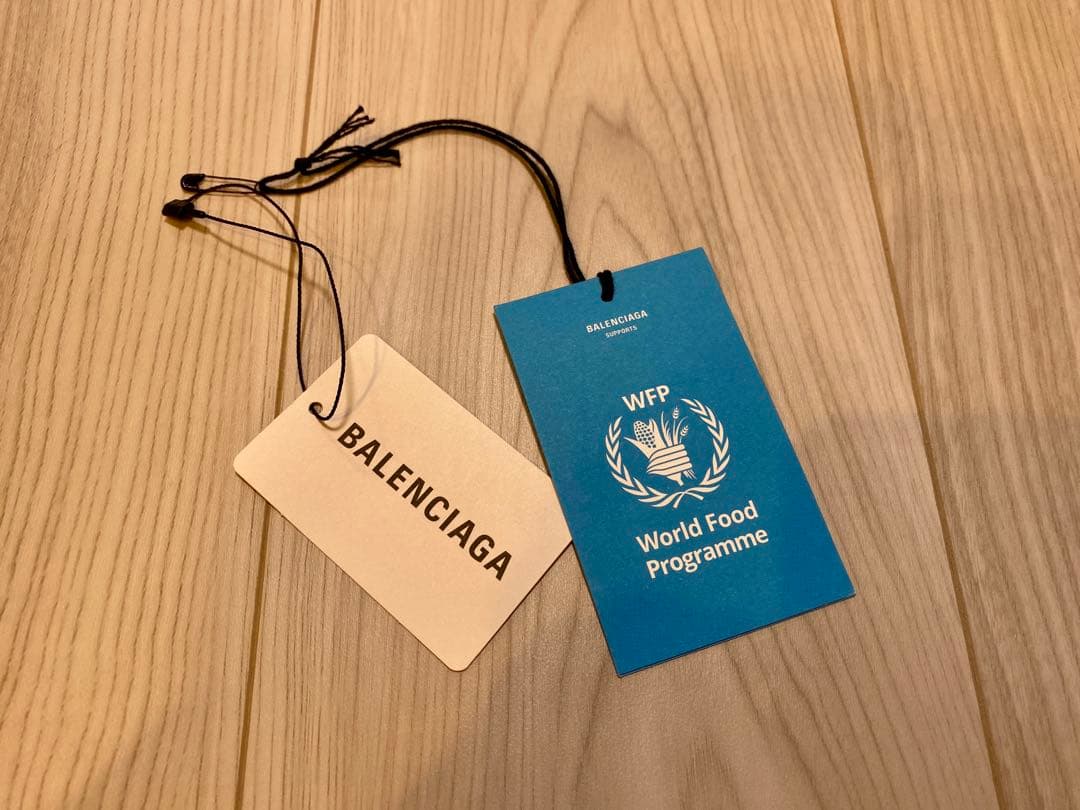 BALENCIAGA
BALENCIAGA
SUPPORTS
WFP
World Food
Programme